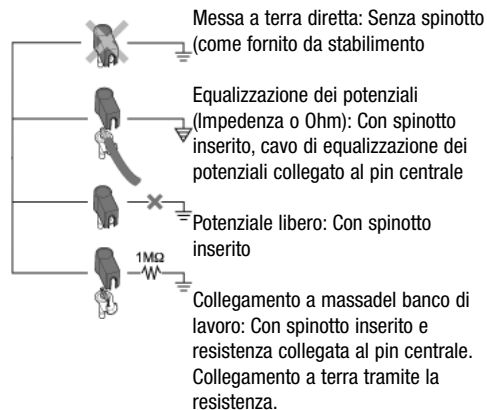 Messa a terra diretta: Senza spinotto
(come fornito da stabilimento
Equalizzazione dei potenziali
(Impedenza o Ohm): Con spinotto
inserito, cavo di equalizzazione dei
potenziali collegato al pin centrale
Potenziale libero: Con spinotto
inserito
1MΩ
Collegamento a massadel banco di
lavoro: Con spinotto inserito e
resistenza collegata al pin centrale.
Collegamento a terra tramite la
resistenza.